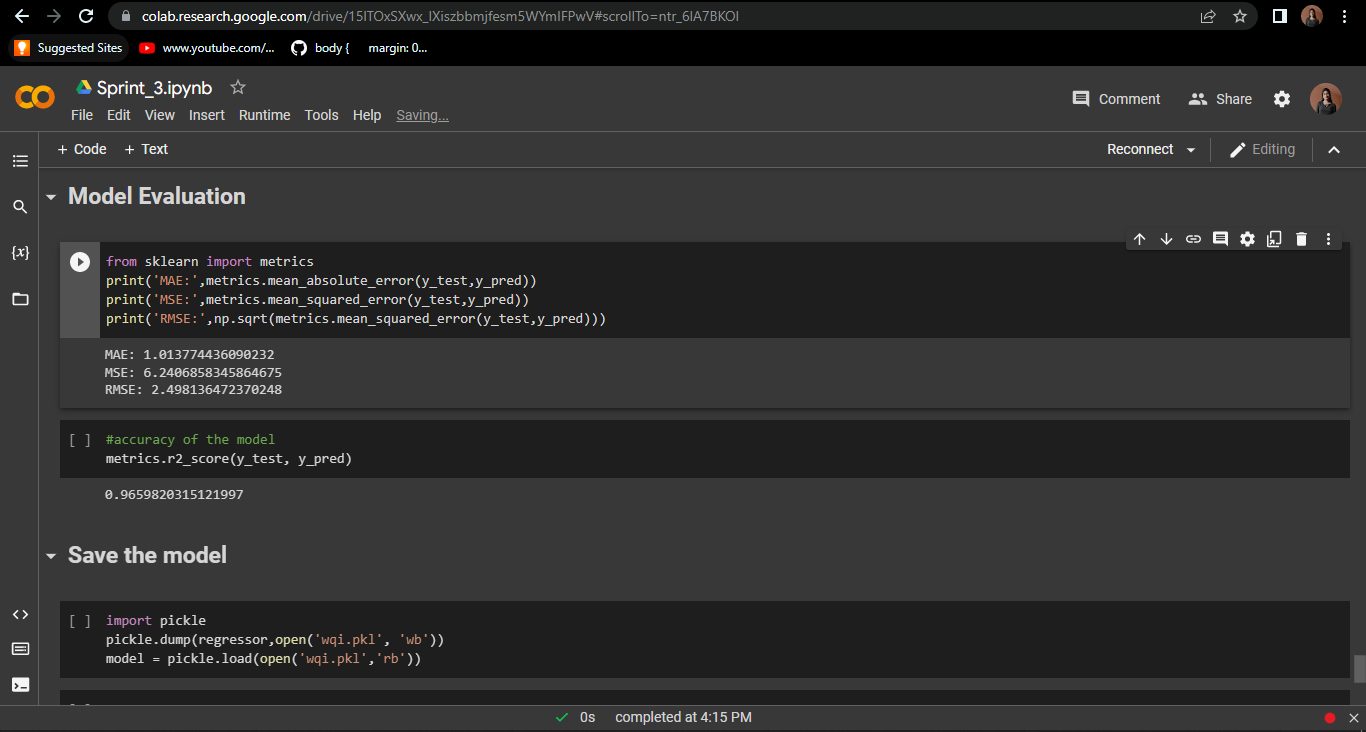 colab.research.google.com/drive/15lTOxSXwx_lXiszbbmjfesm5WYmIFPwV#scrollTo=ntr_6IA7BKOI
Suggested Sites www.youtube.com/... body { margin: 0...
Sprint_3.ipynb
Comment Share
File Edit View Insert Runtime Tools Help Saving...
+ Code + Text Reconnect Editing
Model Evaluation
{x}
from sklearn import metrics
print('MAE:',metrics.mean_absolute_error(y_test,y_pred))
print('MSE:',metrics.mean_squared_error(y_test,y_pred))
print('RMSE:',np.sqrt(metrics.mean_squared_error(y_test,y_pred)))
MAE: 1.013774436090232
MSE: 6.2406858345864675
RMSE: 2.498136472370248
[ ] #accuracy of the model
metrics.r2_score(y_test, y_pred)
0.9659820315121997
Save the model
[ ] import pickle
pickle.dump(regressor,open('wqi.pkl', 'wb'))
model = pickle.load(open('wqi.pkl','rb'))
0s completed at 4:15 PM